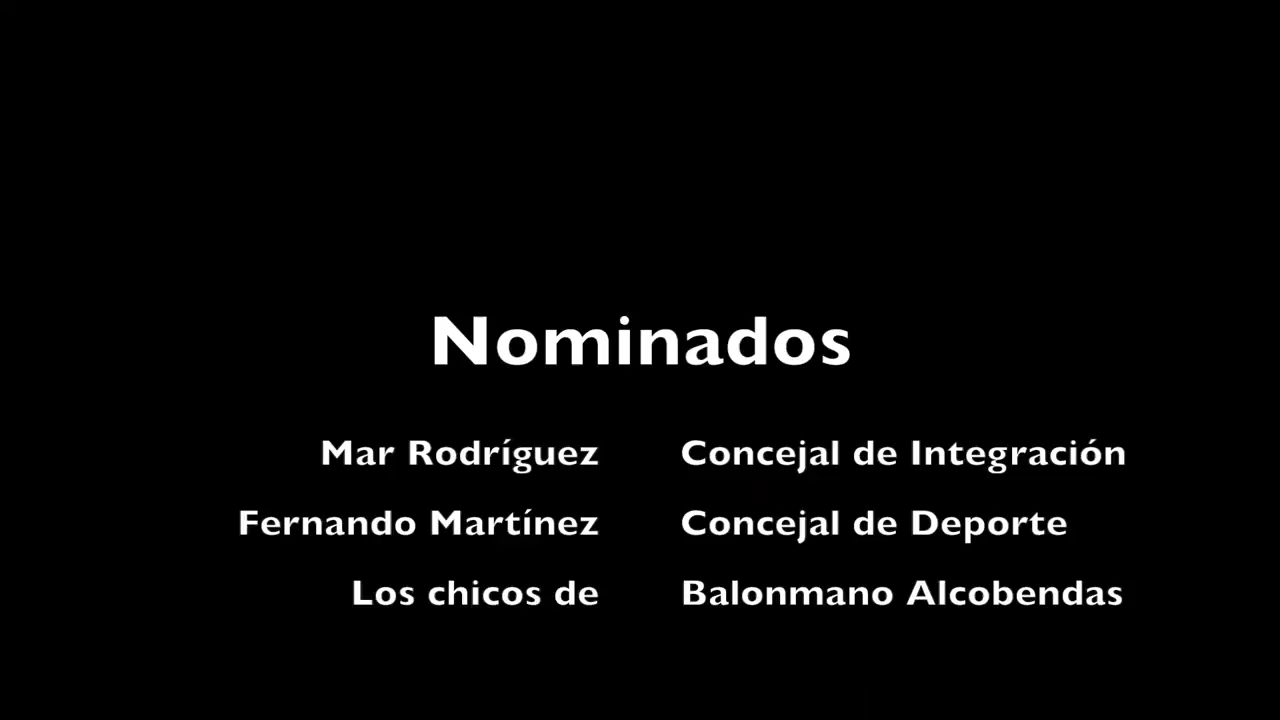 Nominados
Mar Rodríguez Concejal de Integración
Fernando Martínez Concejal de Deporte
Los chicos de Balonmano Alcobendas